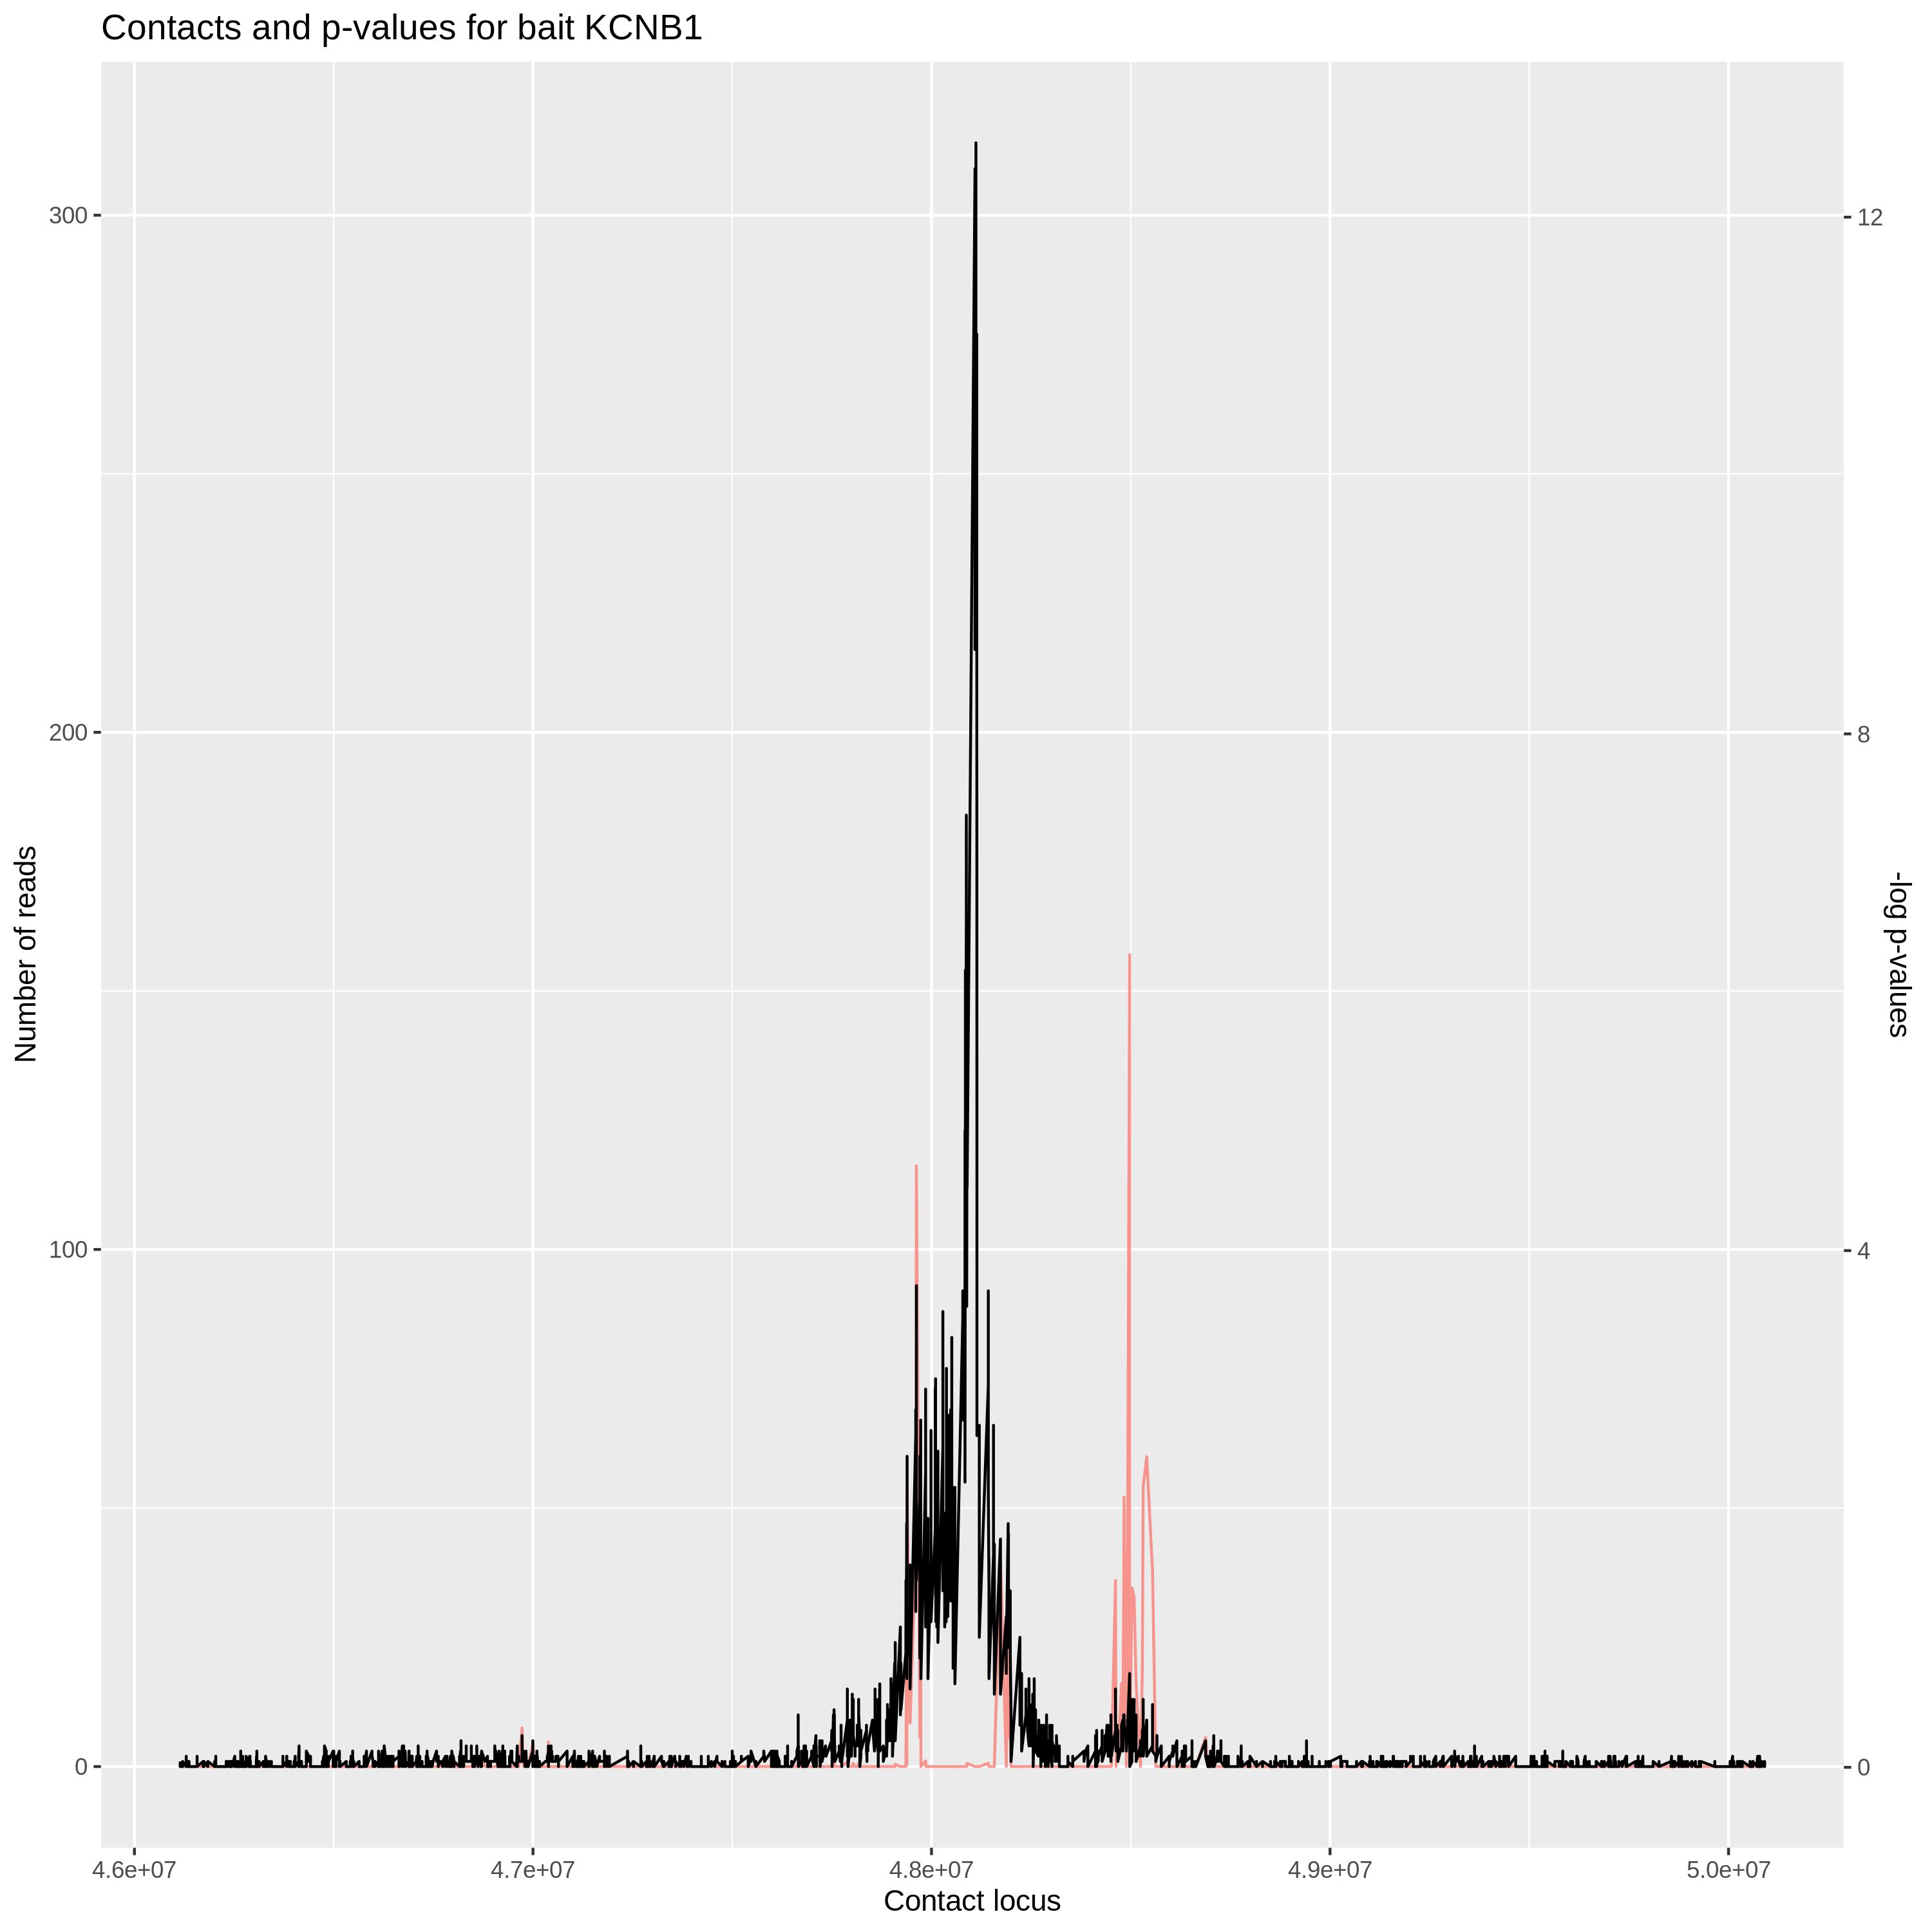 Contacts and p-values for bait KCNB1
300
200
100
0
Number of reads
12
8
4
0
-log p-values
4.6e+07
4.7e+07
4.8e+07
4.9e+07
5.0e+07
Contact locus